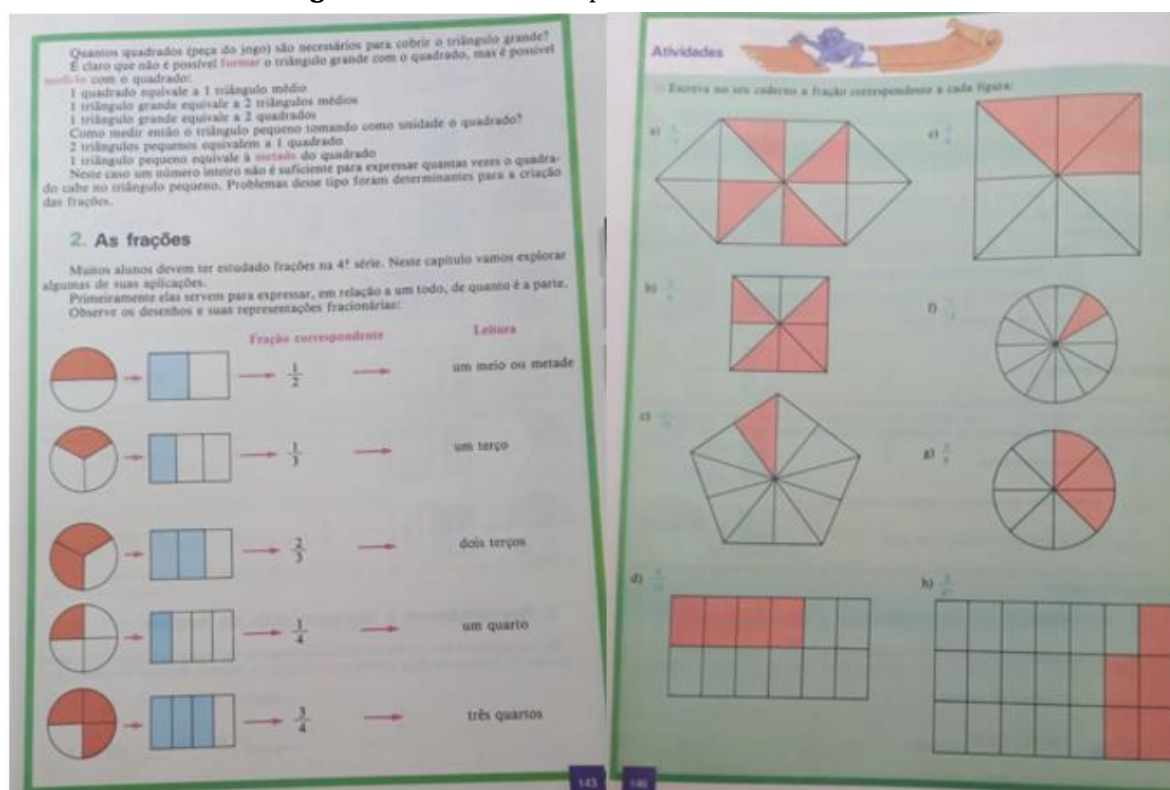 Quantos quadrados (peça do jogo) são necessários para cobrir o triângulo grande?
É claro que não é possível formar o triângulo grande com o quadrado, mas é possível
medi-lo com o quadrado:
1 quadrado equivale a 1 triângulo médio
1 triângulo grande equivale a 2 triângulos médios
1 triângulo grande equivale a 2 quadrados
Como medir então o triângulo pequeno tomando como unidade o quadrado?
2 triângulos pequenos equivalem a 1 quadrado
1 triângulo pequeno equivale à metade do quadrado
Neste caso um número inteiro não é suficiente para expressar quantas vezes o quadra-
do cabe no triângulo pequeno. Problemas desse tipo foram determinantes para a criação
das frações.
2. As frações
Muitos alunos devem ter estudado frações na 4ª série. Neste capítulo vamos explorar
algumas de suas aplicações.
Primeiramente elas servem para expressar, em relação a um todo, de quanto é a parte.
Observe os desenhos e suas representações fracionárias:
Fração correspondente Leitura
1/2 um meio ou metade
1/3 um terço
2/3 dois terços
1/4 um quarto
3/4 três quartos
143
Atividades
Escreva no seu caderno a fração correspondente a cada figura:
a)
e)
b)
f)
c)
g)
d)
h)